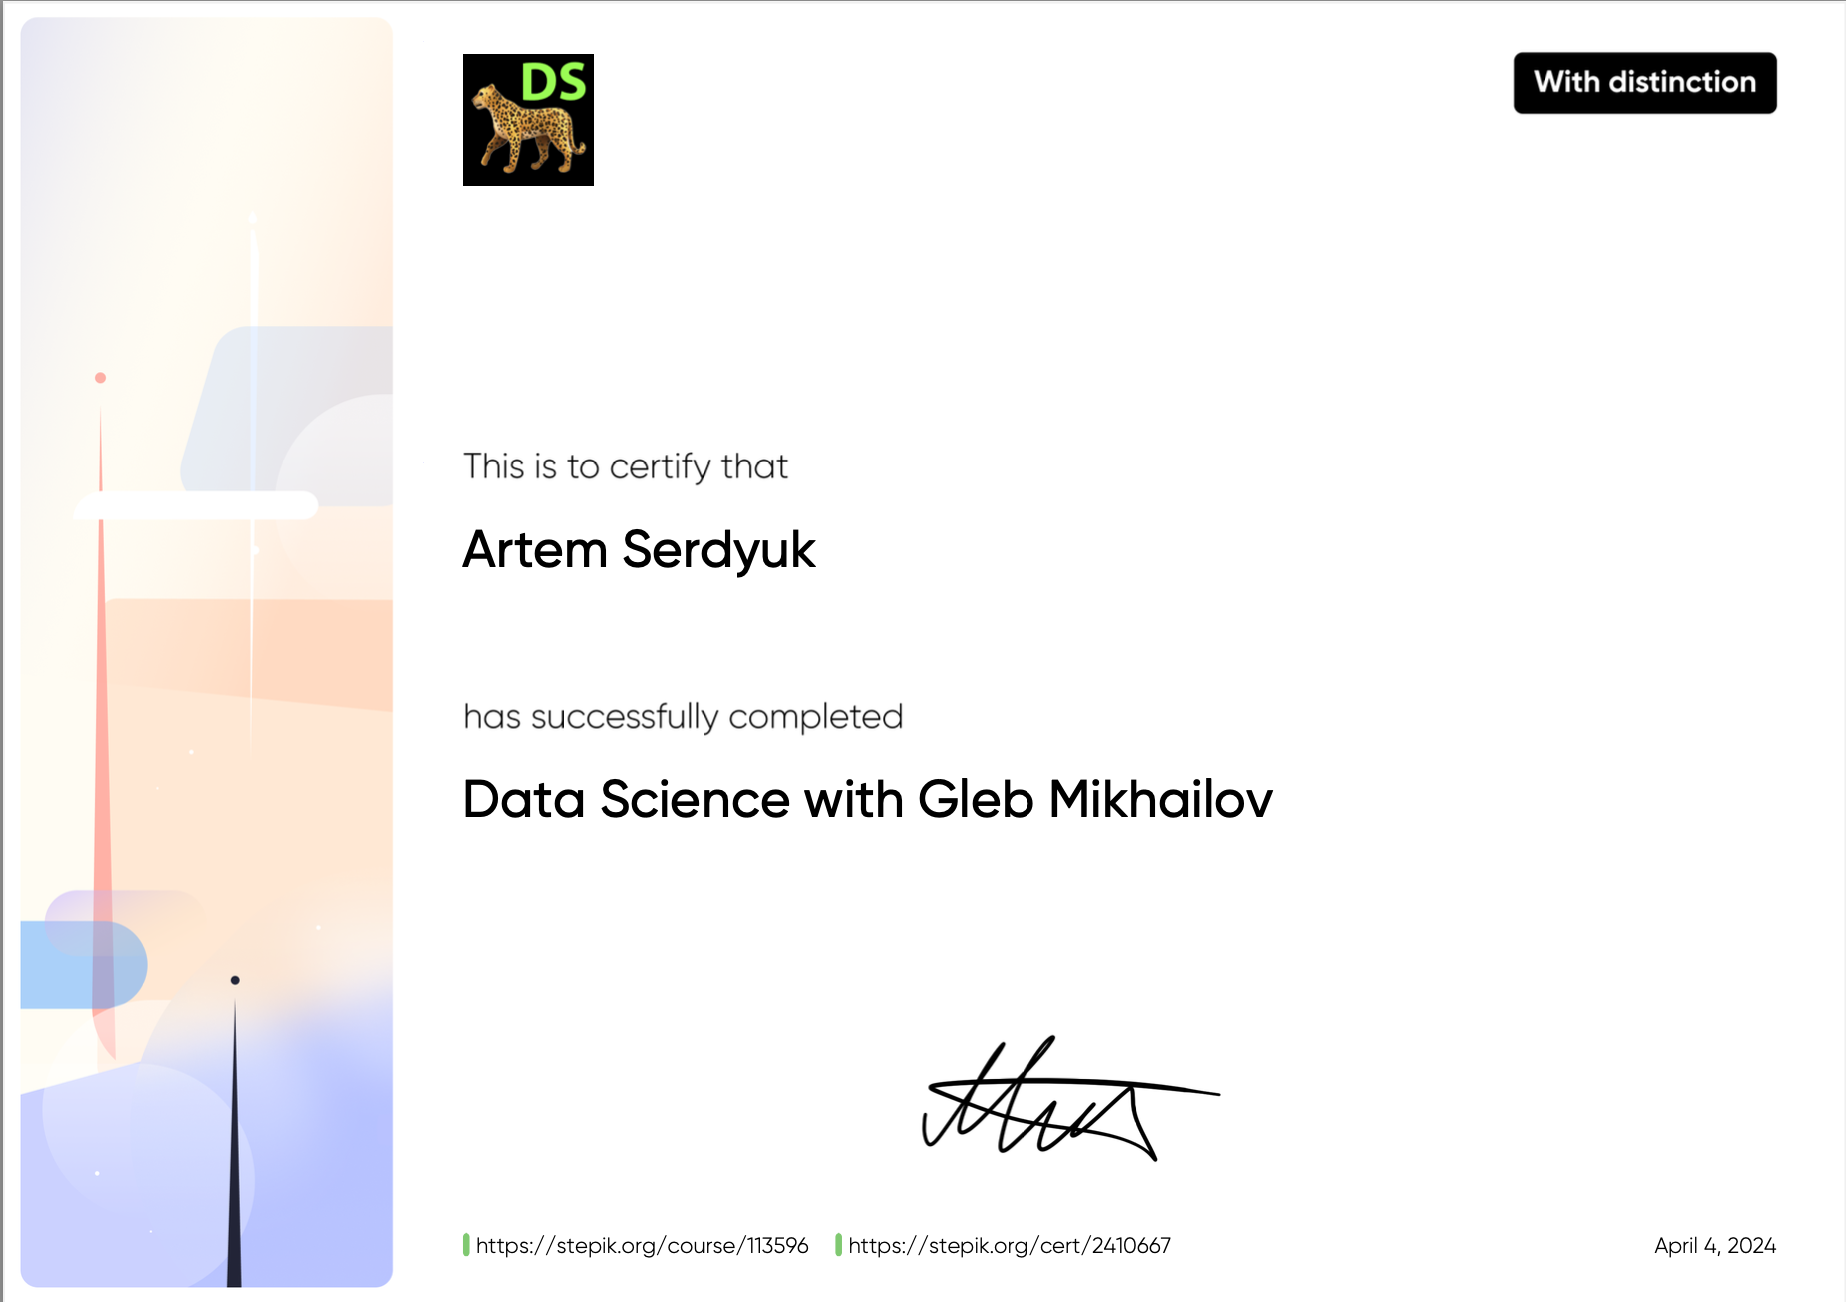 DS
With distinction
This is to certify that
Artem Serdyuk
has successfully completed
Data Science with Gleb Mikhailov
https://stepik.org/course/113596 https://stepik.org/cert/2410667
April 4, 2024